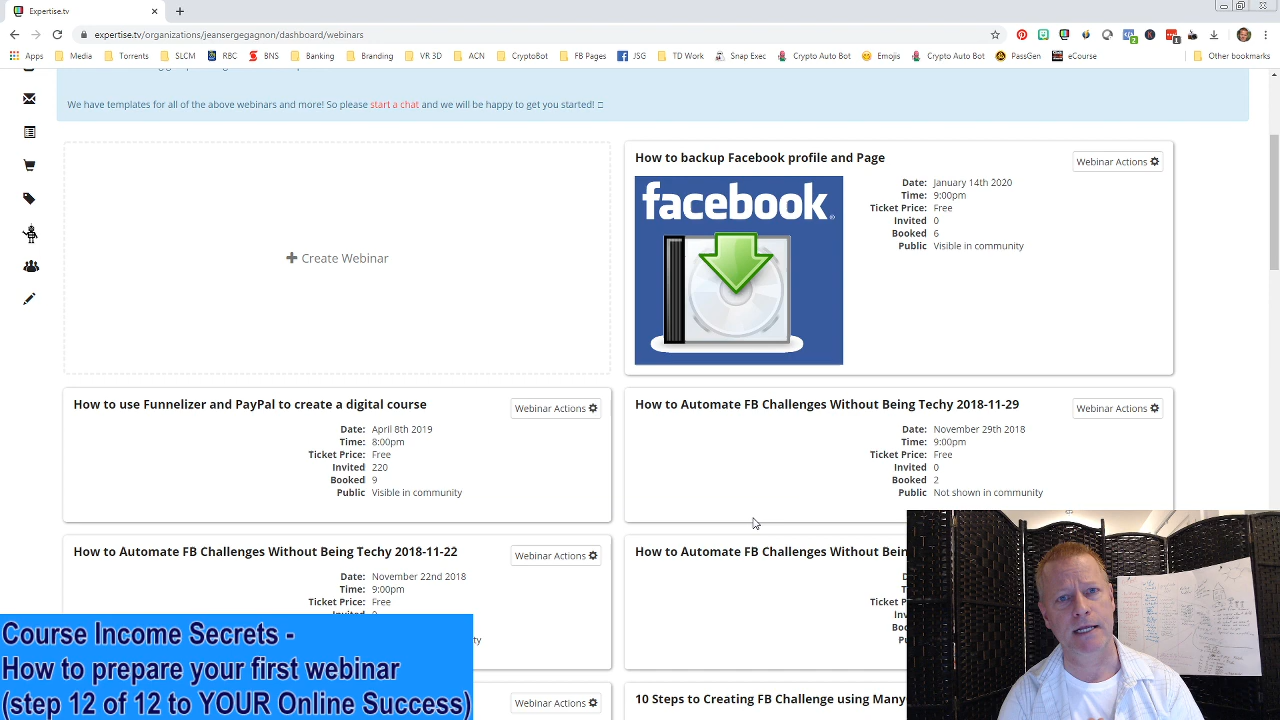 Expertise.tv
expertise.tv/organizations/jeansergegagnon/dashboard/webinars
Apps Media Torrents SLCM RBC BNS Banking Branding VR 3D ACN CryptoBot FB Pages JSG TD Work Snap Exec Crypto Auto Bot Emojis Crypto Auto Bot PassGen eCourse Other bookmarks
We have templates for all of the above webinars and more! So please start a chat and we will be happy to get you started!
Create Webinar
How to backup Facebook profile and Page
Webinar Actions
facebook
Date: January 14th 2020
Time: 9:00pm
Ticket Price: Free
Invited 0
Booked 6
Public Visible in community
How to use Funnelizer and PayPal to create a digital course
Webinar Actions
Date: April 8th 2019
Time: 8:00pm
Ticket Price: Free
Invited 220
Booked 9
Public Visible in community
How to Automate FB Challenges Without Being Techy 2018-11-29
Webinar Actions
Date: November 29th 2018
Time: 9:00pm
Ticket Price: Free
Invited 0
Booked 2
Public Not shown in community
How to Automate FB Challenges Without Being Techy 2018-11-22
Webinar Actions
Date: November 22nd 2018
Time: 9:00pm
Ticket Price: Free
How to Automate FB Challenges Without Bein
Webinar Actions
10 Steps to Creating FB Challenge using Many
Course Income Secrets -
How to prepare your first webinar
(step 12 of 12 to YOUR Online Success)